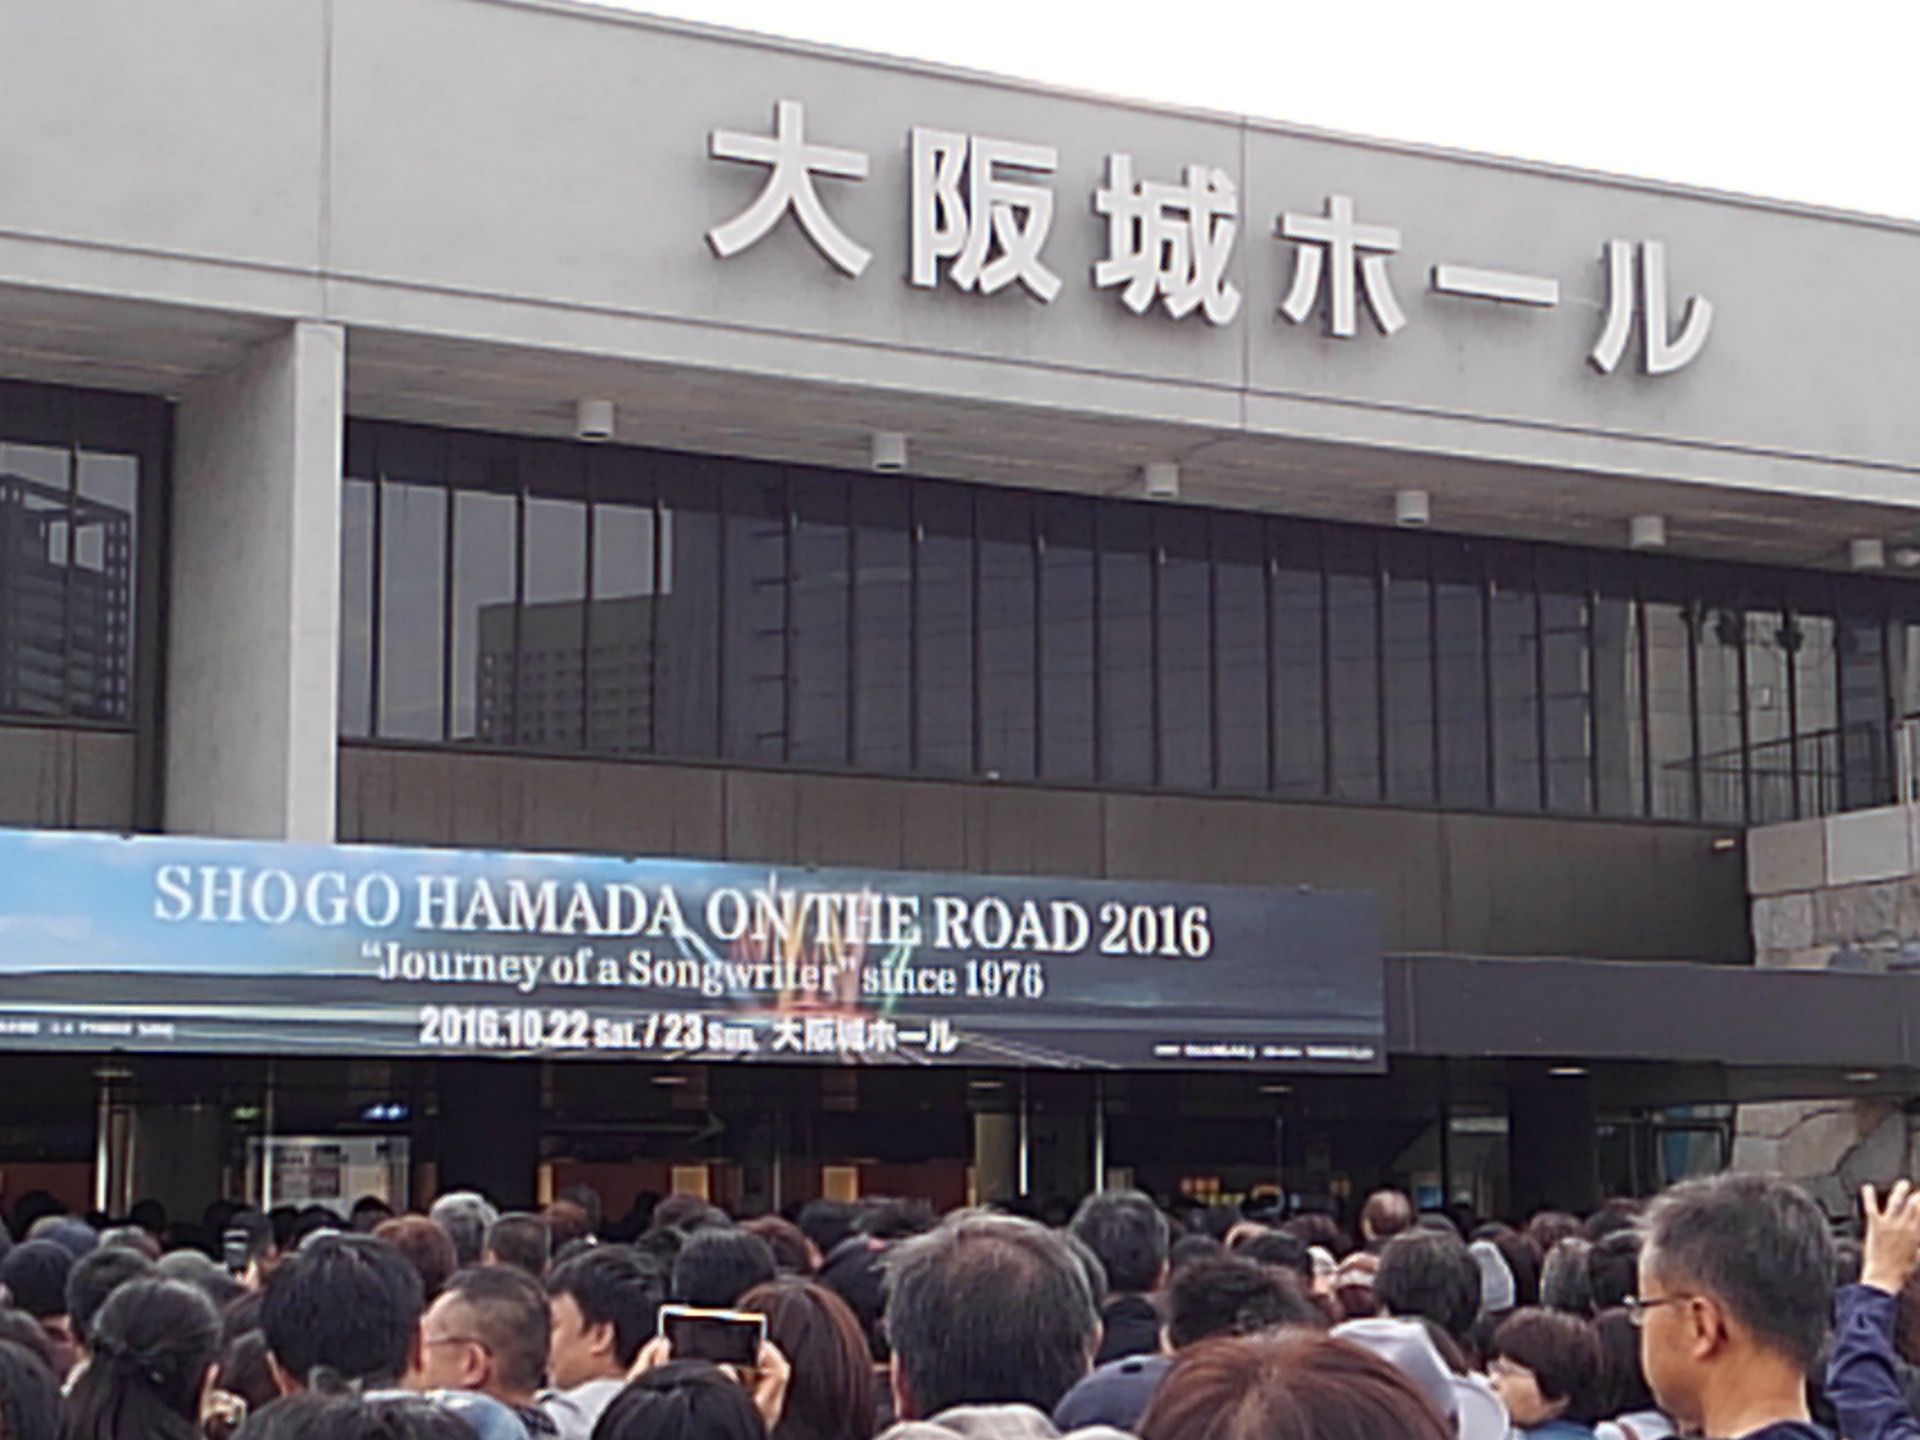 大阪城ホール
SHOGO HAMADA ON THE ROAD 2016
“Journey of a Songwriter” since 1976
2016.10.22 Sat. / 23 Sun. 大阪城ホール